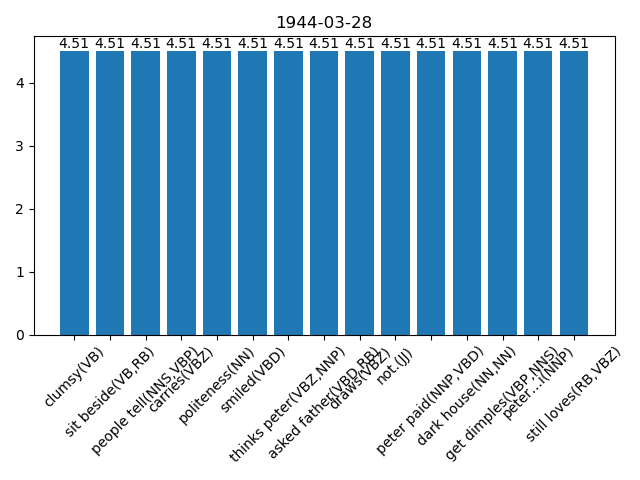 1944-03-28
4.51 4.51 4.51 4.51 4.51 4.51 4.51 4.51 4.51 4.51 4.51 4.51 4.51 4.51 4.51
4
3
2
1
0
clumsy(VB)
sit beside(VB,RB)
people tell(NNS,VBP)
carries(VBZ)
politeness(NN)
smiled(VBD)
thinks peter(VBZ,NNP)
asked father(VBD,RB)
draws(VBZ)
not.(JJ)
peter paid(NNP,VBD)
dark house(NN,NN)
get dimples(VBP,NNS)
peter...I(NNP)
still loves(RB,VBZ)